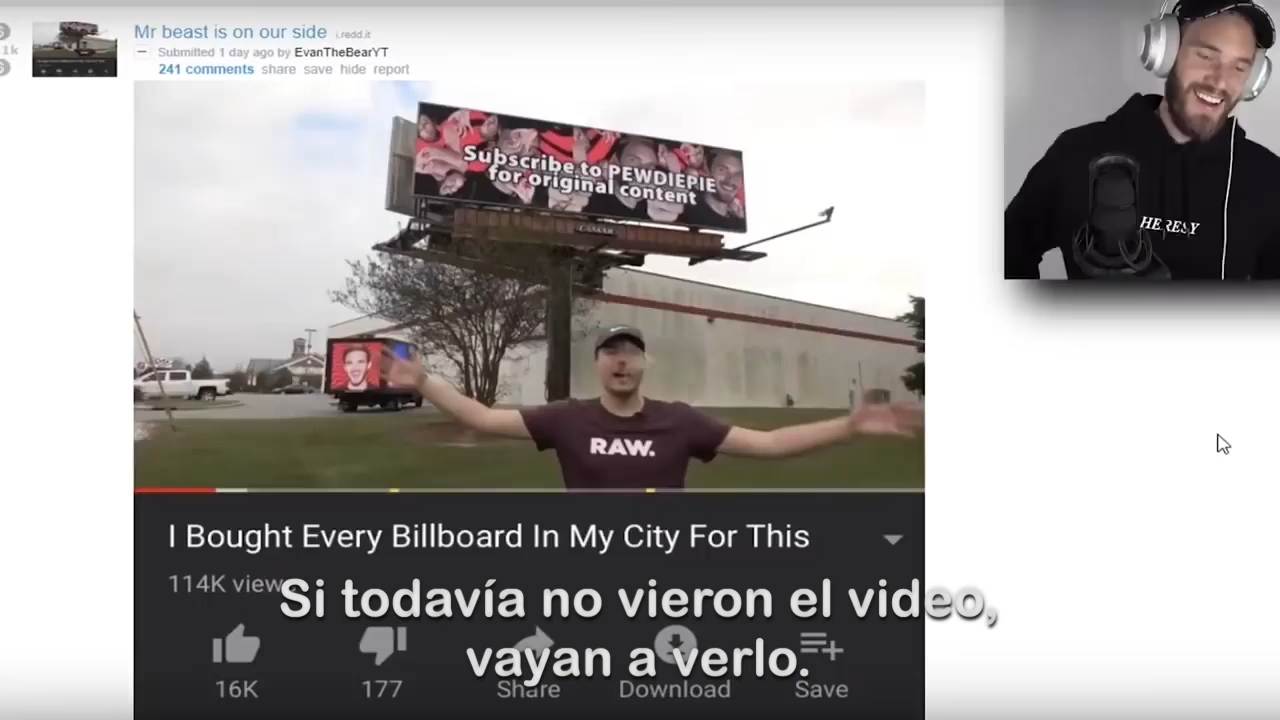 Mr beast is on our side i.redd.it
Submitted 1 day ago by EvanTheBearYT
241 comments share save hide report
Subscribe to PEWDIEPIE
for original content
HERESY
RAW.
I Bought Every Billboard In My City For This
114K view
Si todavía no vieron el video,
vayan a verlo.
16K 177 Share Download Save